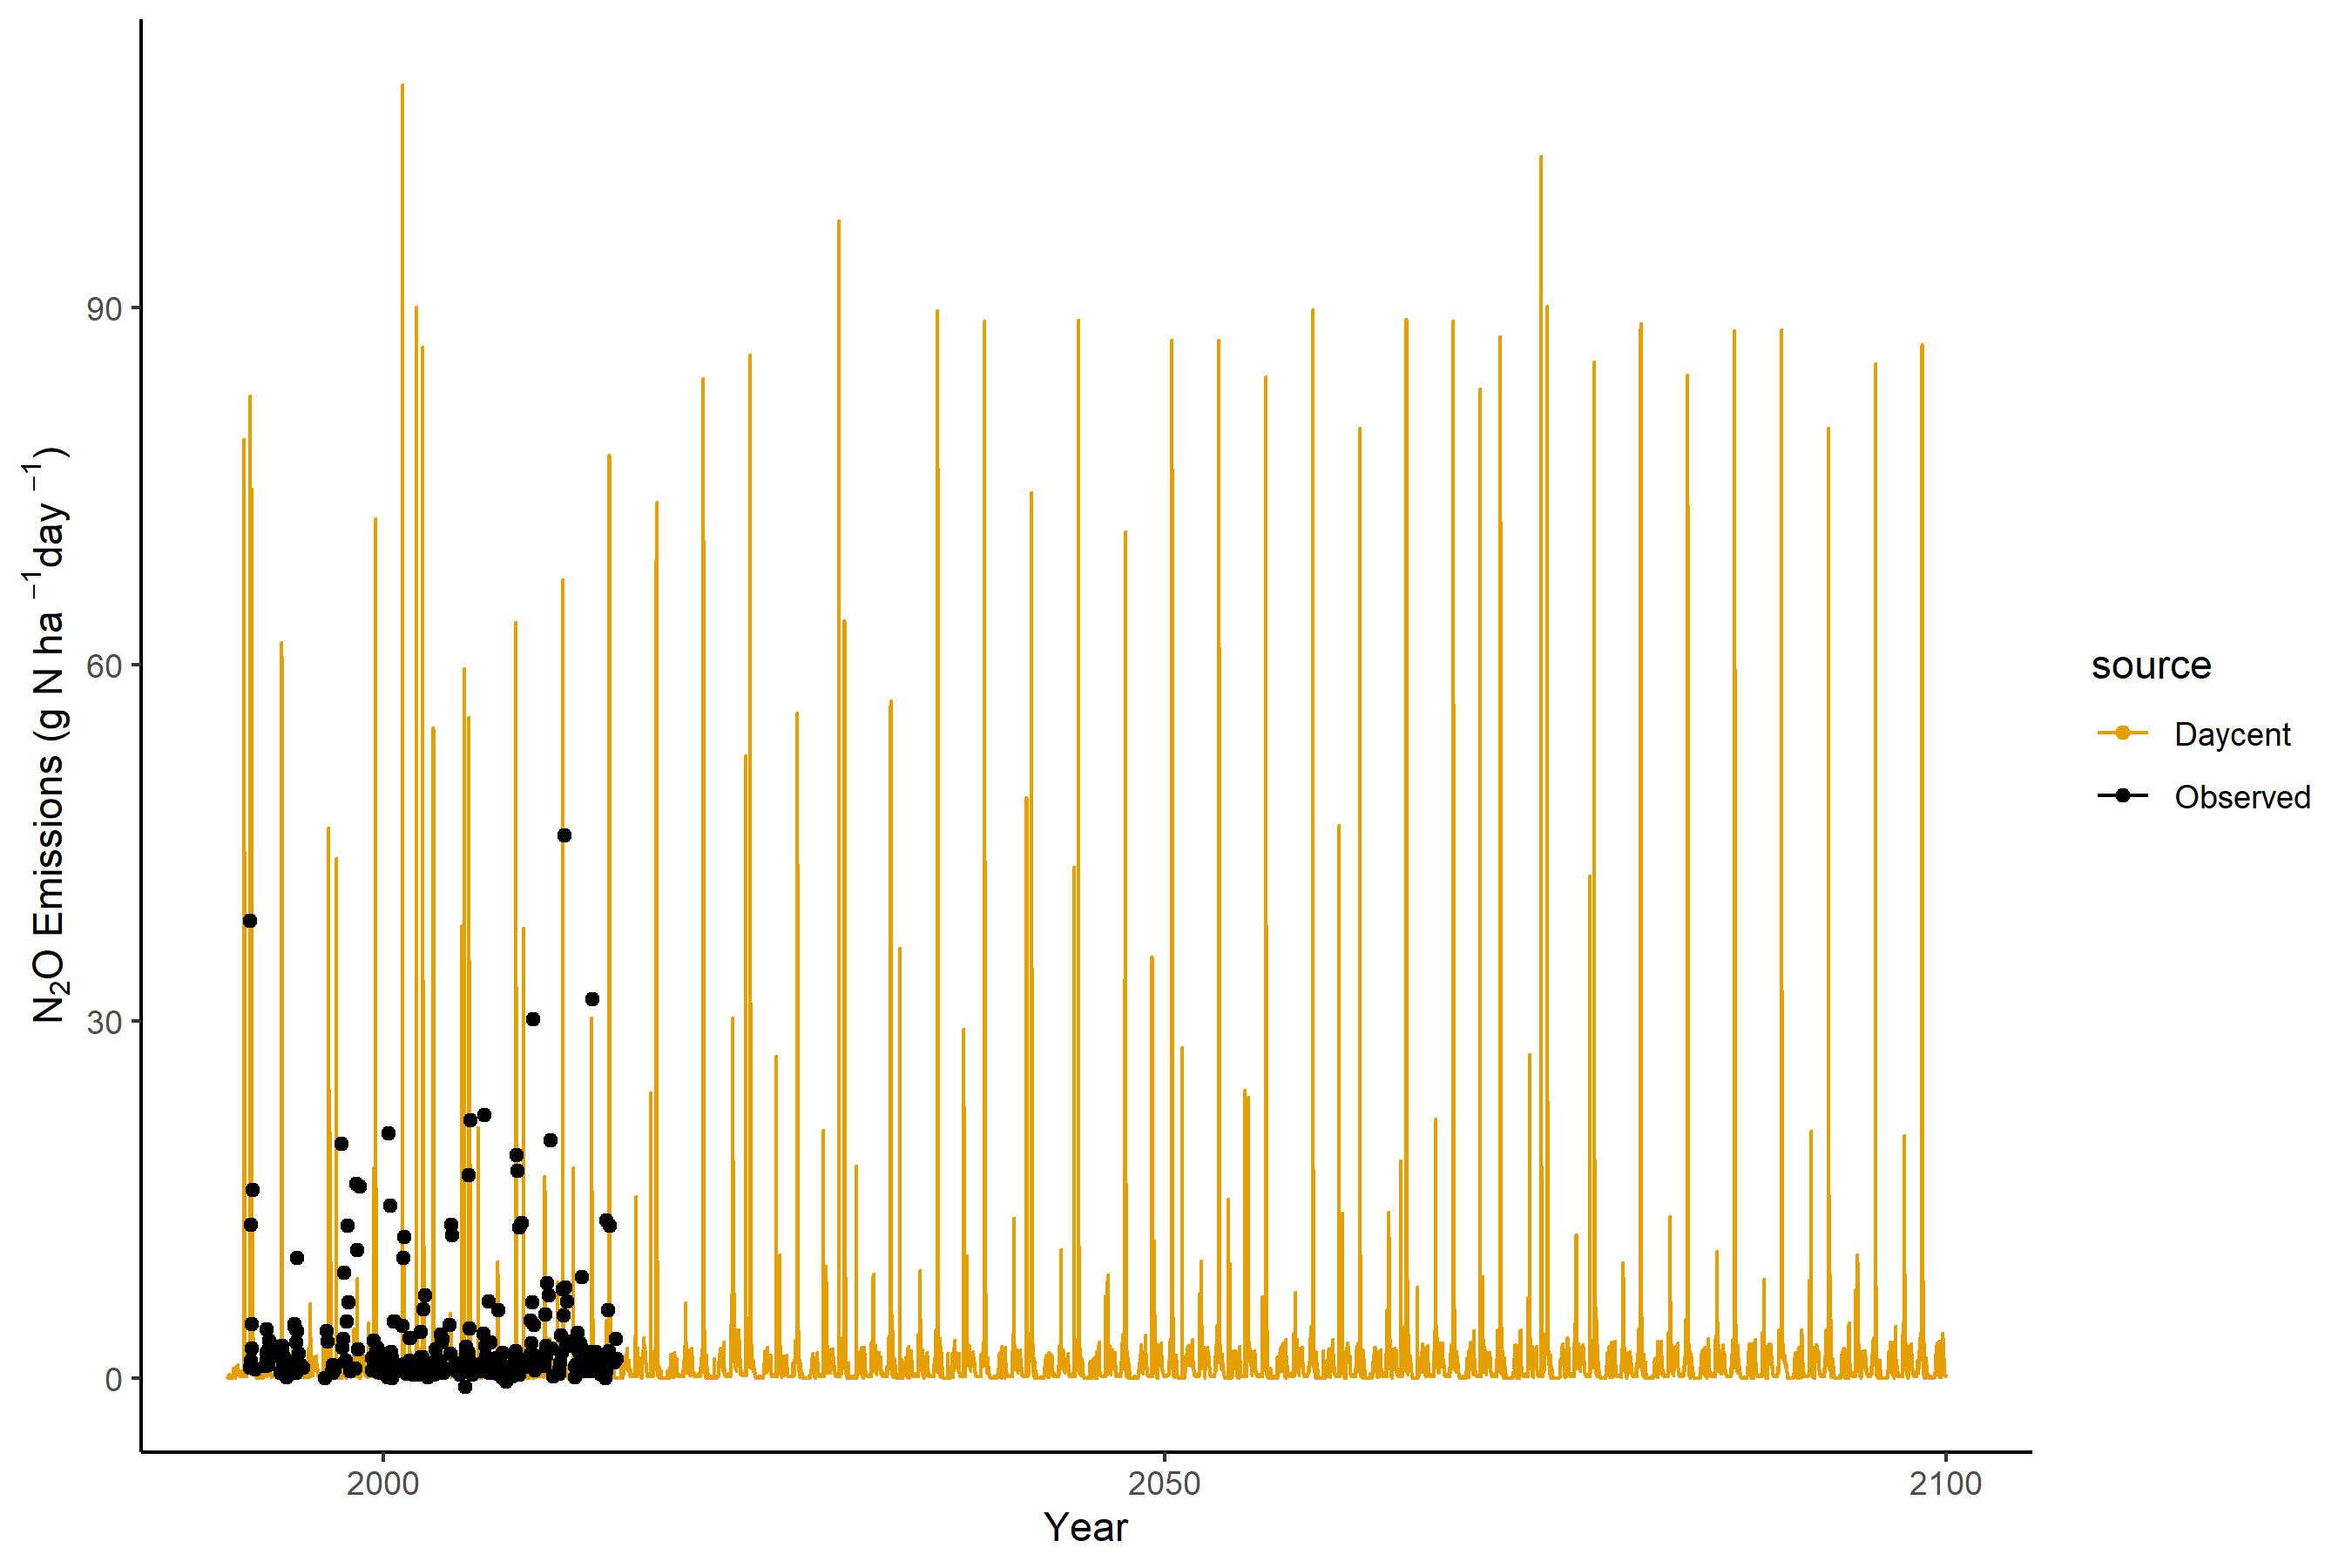 N₂O Emissions (g N ha ⁻¹day ⁻¹)
90
60
30
0
2000
2050
2100
Year
source
Daycent
Observed